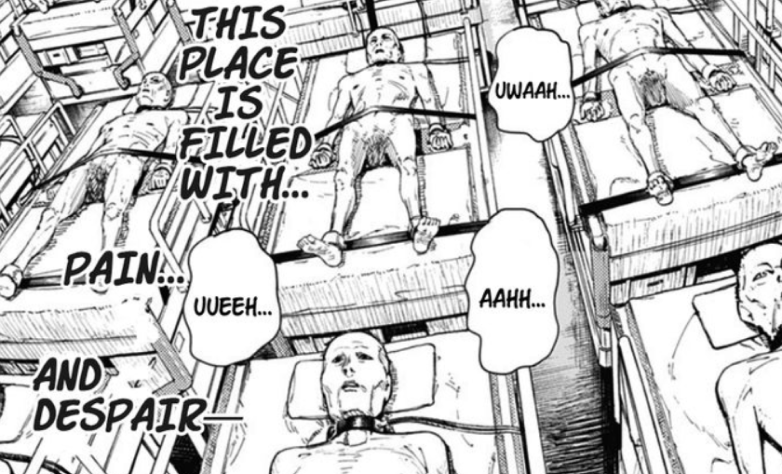 THIS
PLACE
IS
FILLED
WITH...
UWAAH...
PAIN...
UUEEH...
AAHH...
AND
DESPAIR—